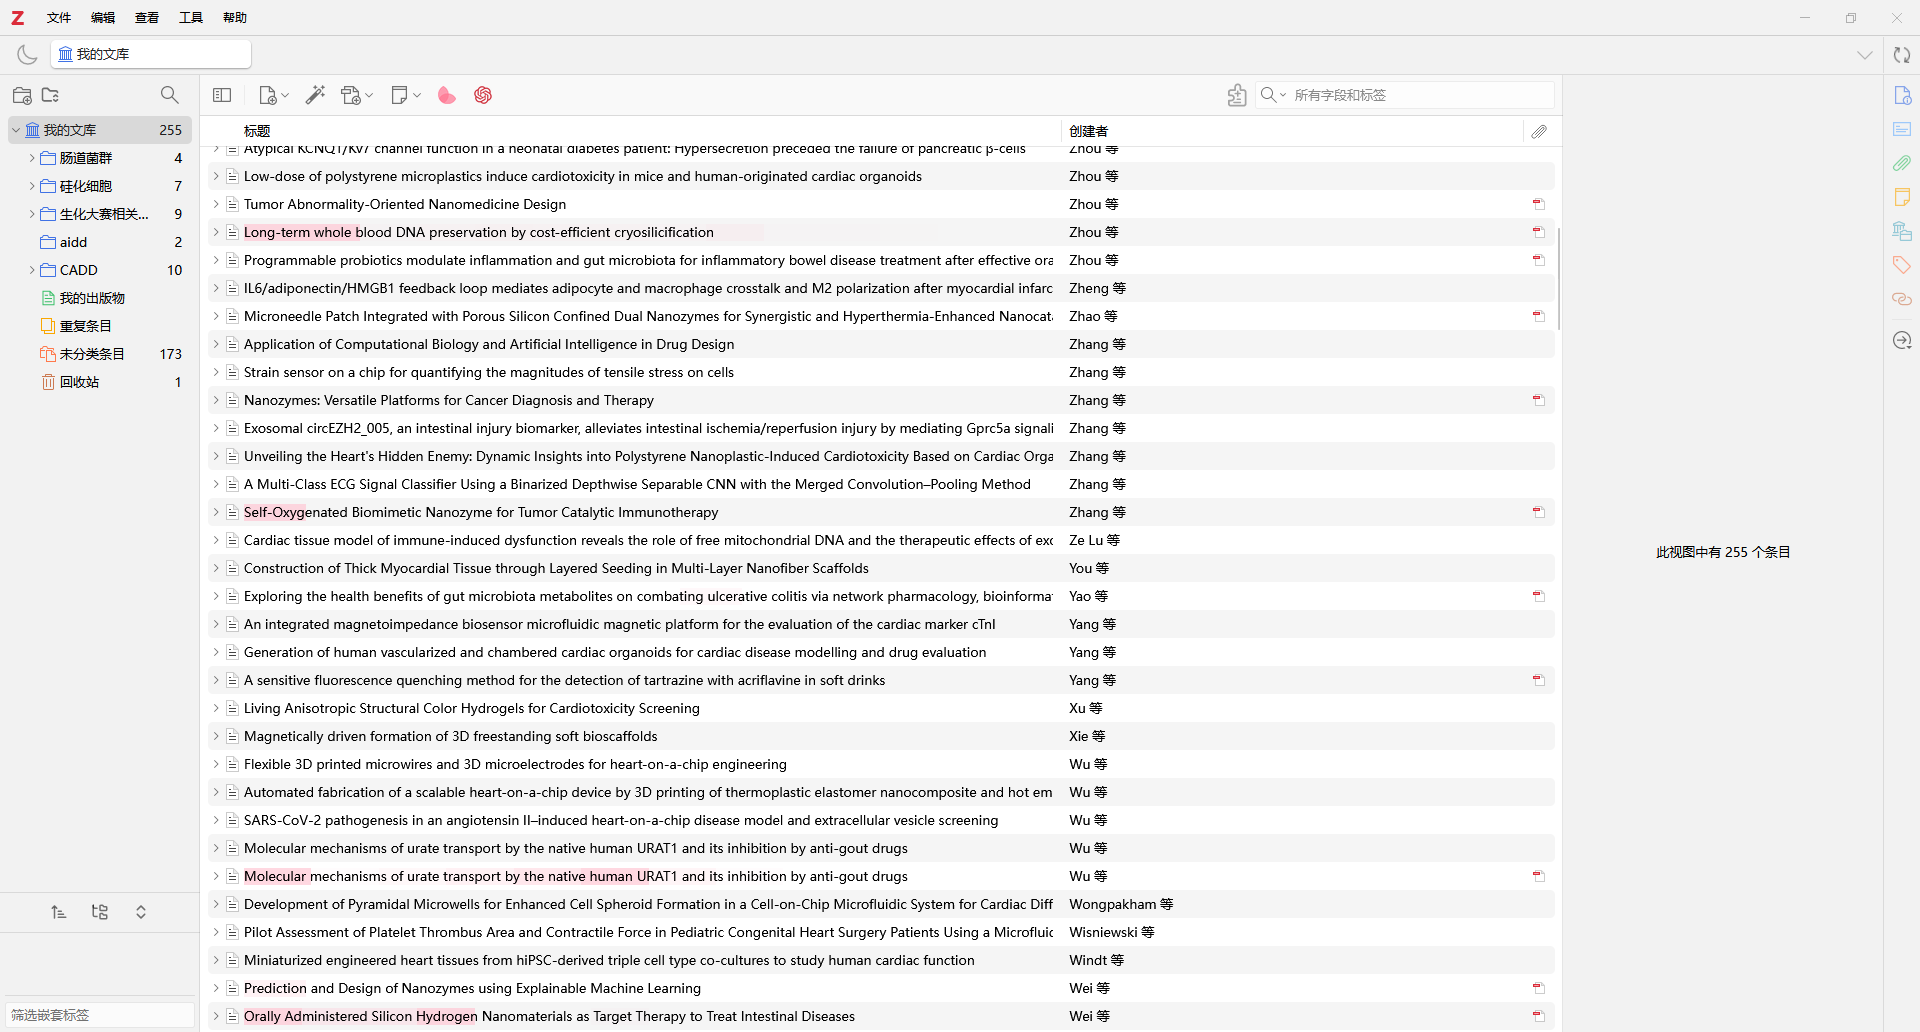 Z 文件 编辑 查看 工具 帮助
我的文库
所有字段和标签
我的文库 255
肠道菌群 4
硅化细胞 7
生化大赛相关... 9
aidd 2
CADD 10
我的出版物
重复条目
未分类条目 173
回收站 1
筛选嵌套标签
标题 创建者
Atypical KCNQ1/Kv7 channel function in a neonatal diabetes patient: Hypersecretion preceded the failure of pancreatic β-cells Zhou 等
Low-dose of polystyrene microplastics induce cardiotoxicity in mice and human-originated cardiac organoids Zhou 等
Tumor Abnormality-Oriented Nanomedicine Design Zhou 等
Long-term whole blood DNA preservation by cost-efficient cryosilicification Zhou 等
Programmable probiotics modulate inflammation and gut microbiota for inflammatory bowel disease treatment after effective ora Zhou 等
IL6/adiponectin/HMGB1 feedback loop mediates adipocyte and macrophage crosstalk and M2 polarization after myocardial infarc Zheng 等
Microneedle Patch Integrated with Porous Silicon Confined Dual Nanozymes for Synergistic and Hyperthermia-Enhanced Nanocata Zhao 等
Application of Computational Biology and Artificial Intelligence in Drug Design Zhang 等
Strain sensor on a chip for quantifying the magnitudes of tensile stress on cells Zhang 等
Nanozymes: Versatile Platforms for Cancer Diagnosis and Therapy Zhang 等
Exosomal circEZH2_005, an intestinal injury biomarker, alleviates intestinal ischemia/reperfusion injury by mediating Gprc5a signali Zhang 等
Unveiling the Heart's Hidden Enemy: Dynamic Insights into Polystyrene Nanoplastic-Induced Cardiotoxicity Based on Cardiac Orga Zhang 等
A Multi-Class ECG Signal Classifier Using a Binarized Depthwise Separable CNN with the Merged Convolution–Pooling Method Zhang 等
Self-Oxygenated Biomimetic Nanozyme for Tumor Catalytic Immunotherapy Zhang 等
Cardiac tissue model of immune-induced dysfunction reveals the role of free mitochondrial DNA and the therapeutic effects of exo Ze Lu 等
Construction of Thick Myocardial Tissue through Layered Seeding in Multi-Layer Nanofiber Scaffolds You 等
Exploring the health benefits of gut microbiota metabolites on combating ulcerative colitis via network pharmacology, bioinformat Yao 等
An integrated magnetoimpedance biosensor microfluidic magnetic platform for the evaluation of the cardiac marker cTnI Yang 等
Generation of human vascularized and chambered cardiac organoids for cardiac disease modelling and drug evaluation Yang 等
A sensitive fluorescence quenching method for the detection of tartrazine with acriflavine in soft drinks Yang 等
Living Anisotropic Structural Color Hydrogels for Cardiotoxicity Screening Xu 等
Magnetically driven formation of 3D freestanding soft bioscaffolds Xie 等
Flexible 3D printed microwires and 3D microelectrodes for heart-on-a-chip engineering Wu 等
Automated fabrication of a scalable heart-on-a-chip device by 3D printing of thermoplastic elastomer nanocomposite and hot em Wu 等
SARS-CoV-2 pathogenesis in an angiotensin II–induced heart-on-a-chip disease model and extracellular vesicle screening Wu 等
Molecular mechanisms of urate transport by the native human URAT1 and its inhibition by anti-gout drugs Wu 等
Molecular mechanisms of urate transport by the native human URAT1 and its inhibition by anti-gout drugs Wu 等
Development of Pyramidal Microwells for Enhanced Cell Spheroid Formation in a Cell-on-Chip Microfluidic System for Cardiac Diff Wongpakham 等
Pilot Assessment of Platelet Thrombus Area and Contractile Force in Pediatric Congenital Heart Surgery Patients Using a Microfluid Wisniewski 等
Miniaturized engineered heart tissues from hiPSC-derived triple cell type co-cultures to study human cardiac function Windt 等
Prediction and Design of Nanozymes using Explainable Machine Learning Wei 等
Orally Administered Silicon Hydrogen Nanomaterials as Target Therapy to Treat Intestinal Diseases Wei 等
此视图中有 255 个条目